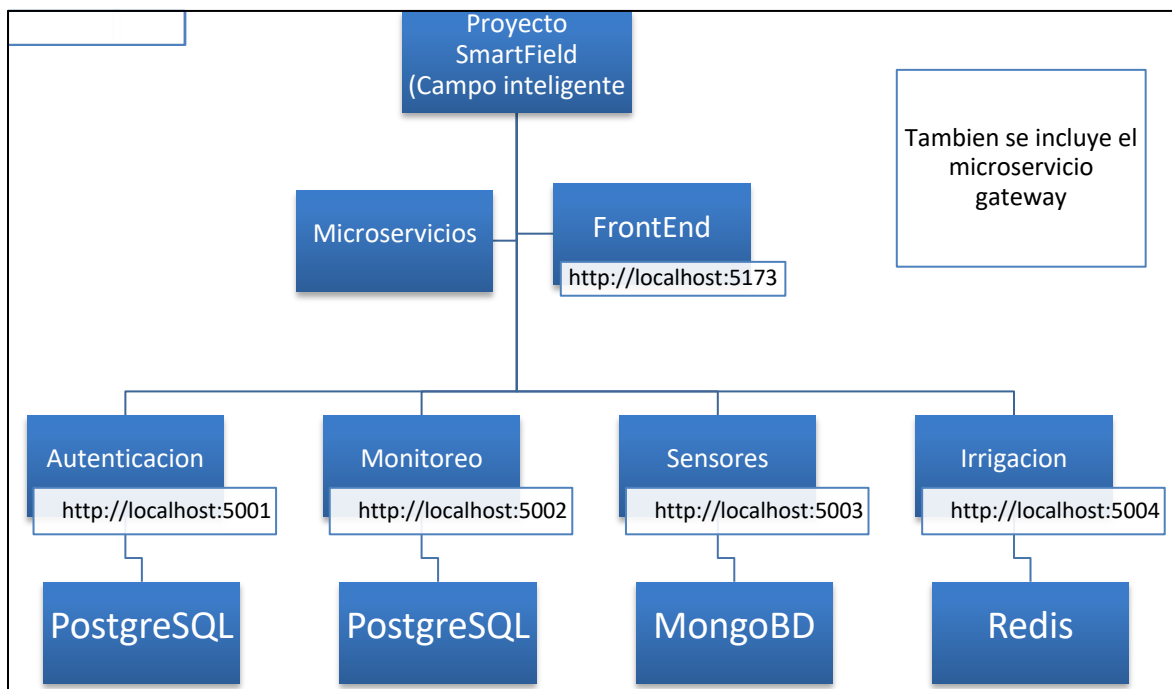 Proyecto
SmartField
(Campo inteligente
Tambien se incluye el
microservicio
gateway
Microservicios
FrontEnd
http://localhost:5173
Autenticacion
http://localhost:5001
Monitoreo
http://localhost:5002
Sensores
http://localhost:5003
Irrigacion
http://localhost:5004
PostgreSQL
PostgreSQL
MongoBD
Redis